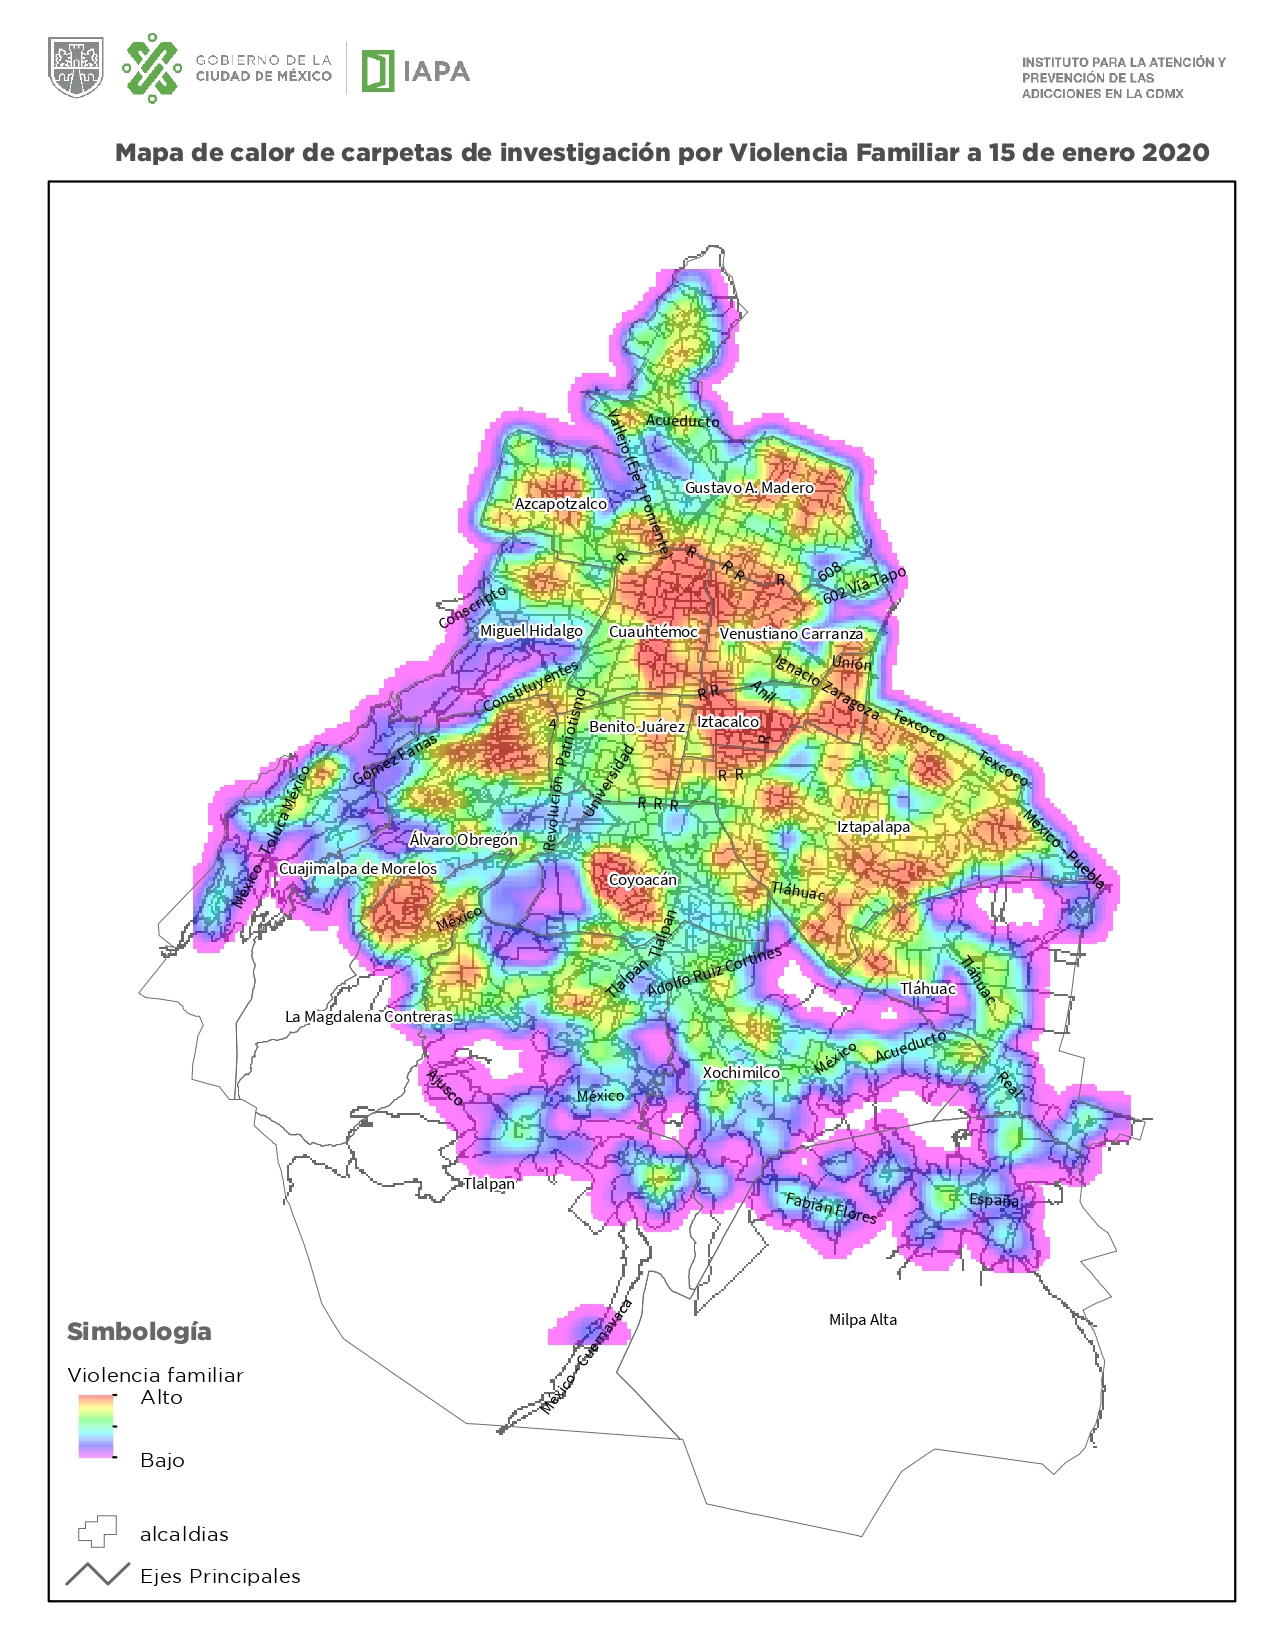 GOBIERNO DE LA
CIUDAD DE MÉXICO
IAPA
INSTITUTO PARA LA ATENCIÓN Y
PREVENCIÓN DE LAS
ADICCIONES EN LA CDMX
Mapa de calor de carpetas de investigación por Violencia Familiar a 15 de enero 2020
Acueducto
Vallejo (Eje 1 Poniente)
Gustavo A. Madero
Azcapotzalco
R
R
R R
R
608
602 Vía Tapo
Conscripto
Miguel Hidalgo
Cuauhtémoc
Venustiano Carranza
Unión
Ignacio Zaragoza
Constituyentes
Anil
R R
4
Patriotismo
Benito Juárez
Iztacalco
R
Texcoco
Texcoco
Gómez Farías
México - Toluca
México
Universidad
R R
R R R
Revolución
Iztapalapa
México - Puebla
Álvaro Obregón
Cuajimalpa de Morelos
Coyoacán
Tláhuac
México
Tlalpan
Tlalpan
Adolfo Ruiz Cortines
Tláhuac
Tláhuac
La Magdalena Contreras
México
Acueducto
Xochimilco
Ajusco
México
Real
Tlalpan
Fabián Flores
España
México - Cuernavaca
Milpa Alta
Simbología
Violencia familiar
Alto
Bajo
alcaldias
Ejes Principales